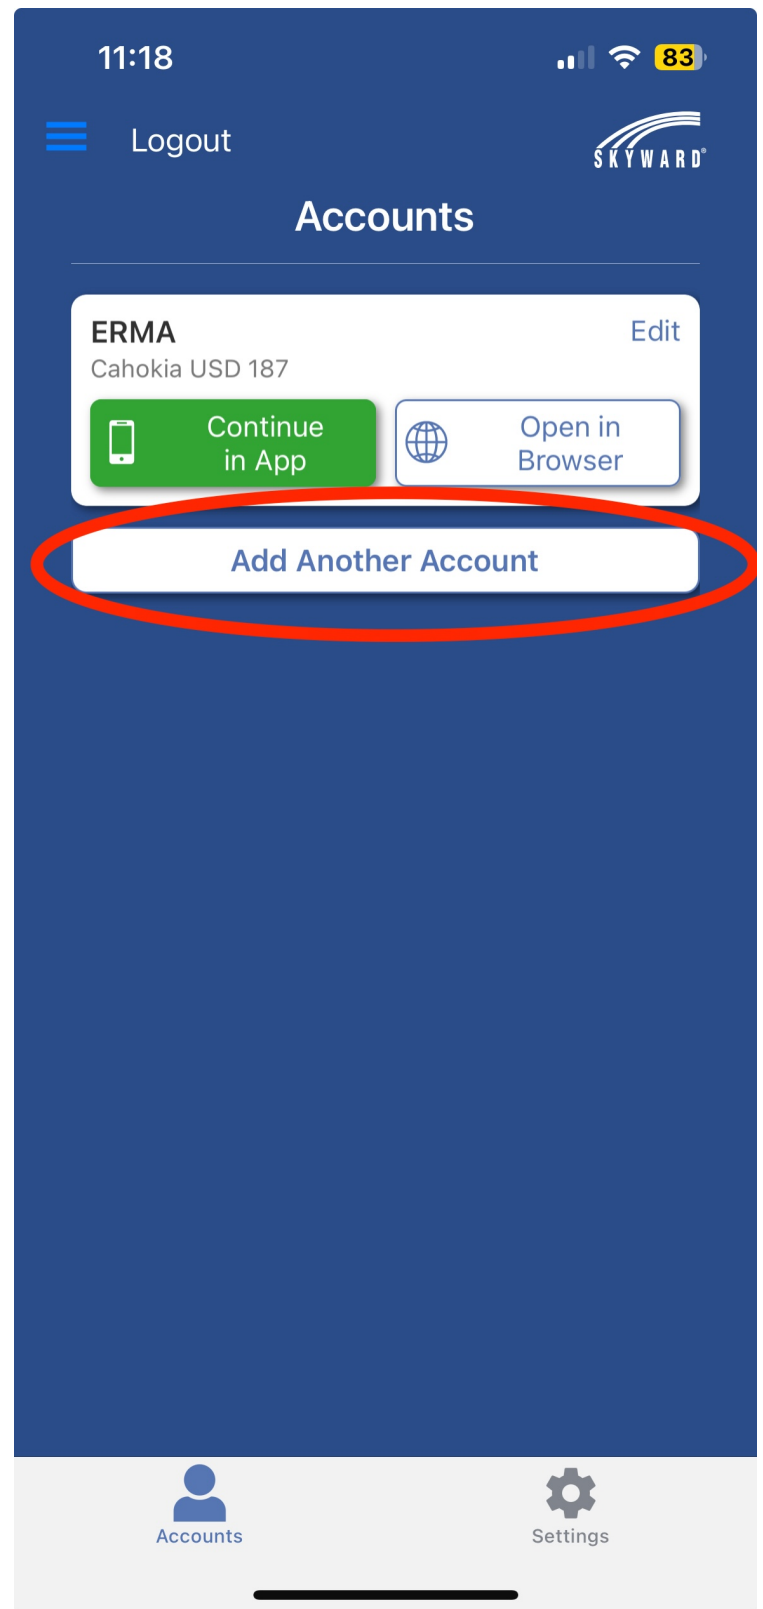 11:18
83
Logout
SKYWARD®
Accounts
ERMA
Edit
Cahokia USD 187
Continue
in App
Open in
Browser
Add Another Account
Accounts
Settings